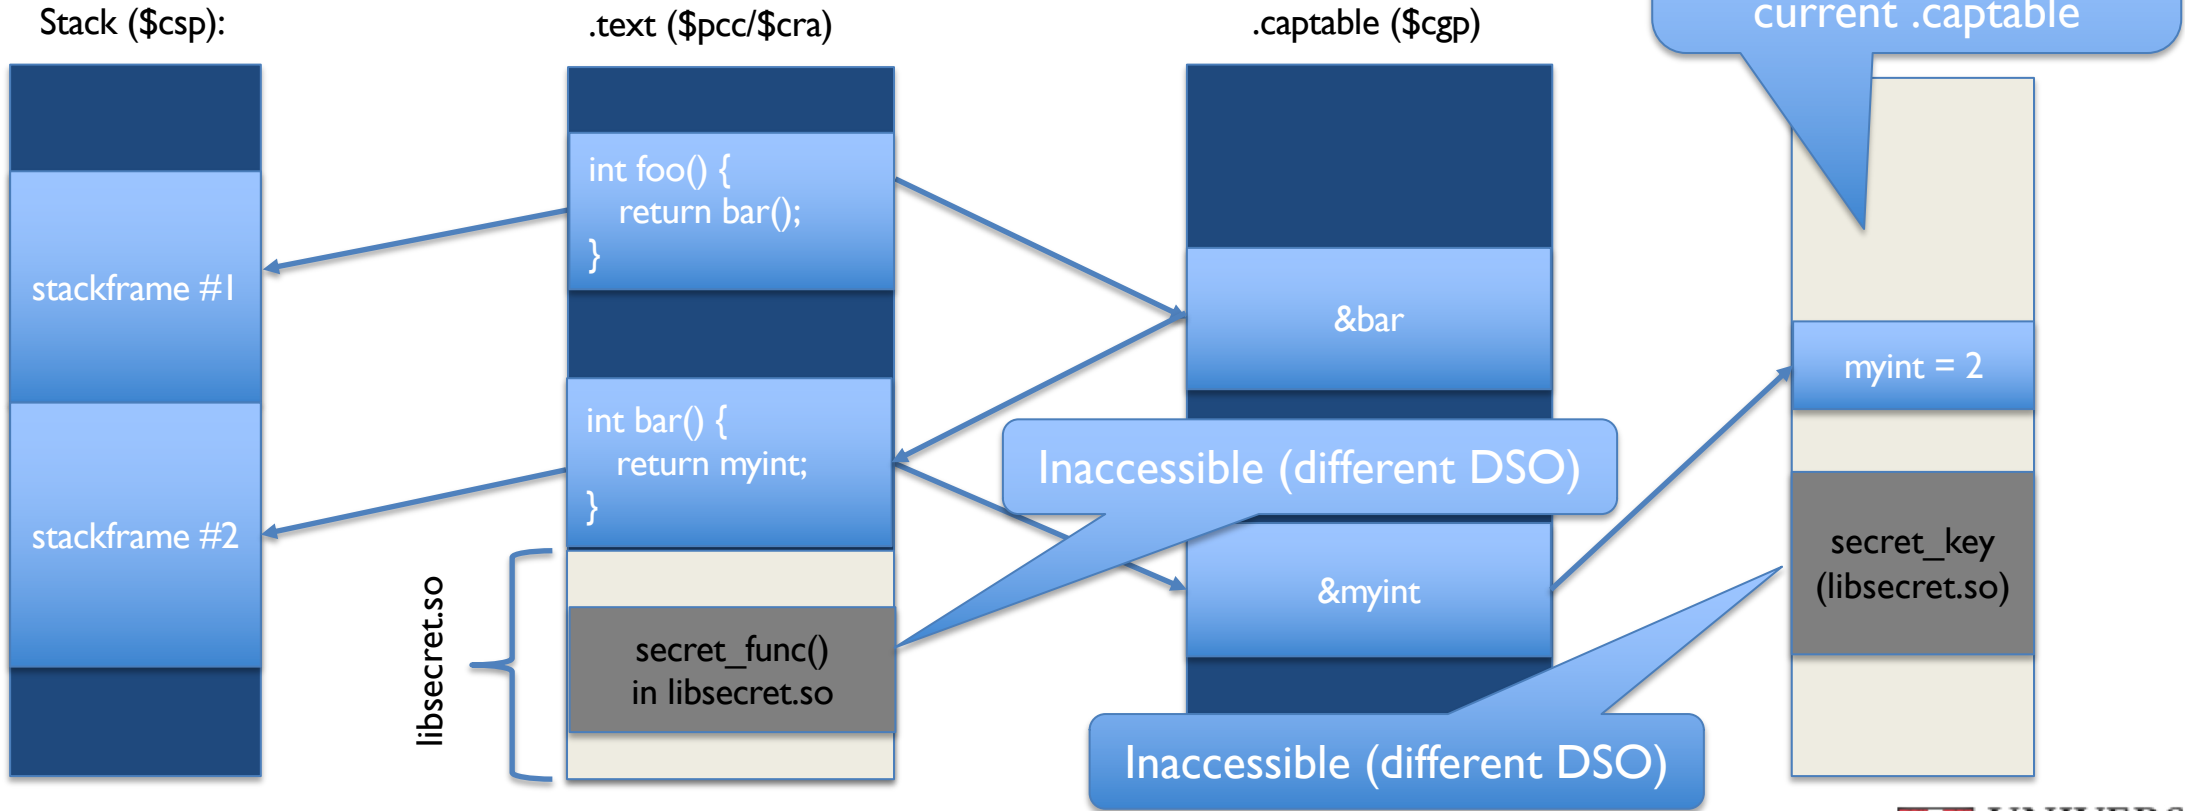 Stack ($csp):
.text ($pcc/$cra)
.captable ($cgp)
current .captable
int foo() {
return bar();
}
stackframe #1
&bar
myint = 2
int bar() {
return myint;
}
Inaccessible (different DSO)
stackframe #2
&myint
secret_key
(libsecret.so)
libsecret.so
secret_func()
in libsecret.so
Inaccessible (different DSO)